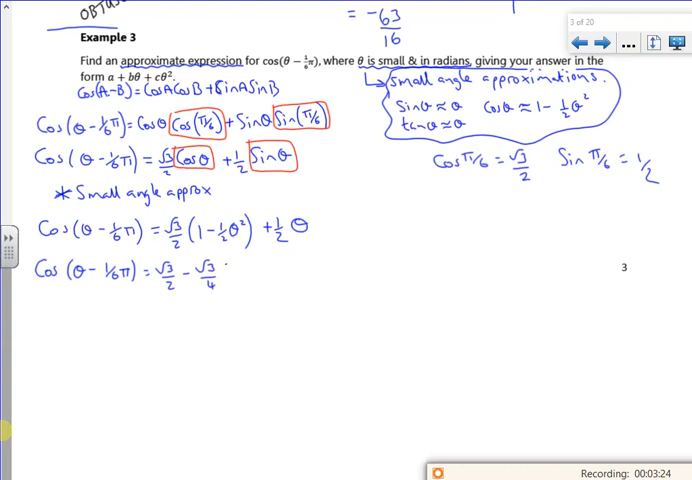 OBTUSE
= -63/16
3 of 20
Example 3
Find an approximate expression for cos(θ − 1/6π), where θ is small & in radians, giving your answer in the
form a + bθ + cθ².
Cos(A−B) = CosACosB + SinASinB
↳ Small angle approximations.
Sinθ ≈ θ Cosθ ≈ 1 − 1/2θ²
tanθ ≈ θ
Cos(θ − 1/6π) = Cosθ Cos(π/6) + Sinθ Sin(π/6)
Cos(θ − 1/6π) = √3/2 Cosθ + 1/2 Sinθ
Cos π/6 = √3/2 Sin π/6 = 1/2
* Small angle approx
Cos(θ − 1/6π) = √3/2 (1 − 1/2θ²) + 1/2 θ
Cos(θ − 1/6π) = √3/2 − √3/4
3
Recording: 00:03:24